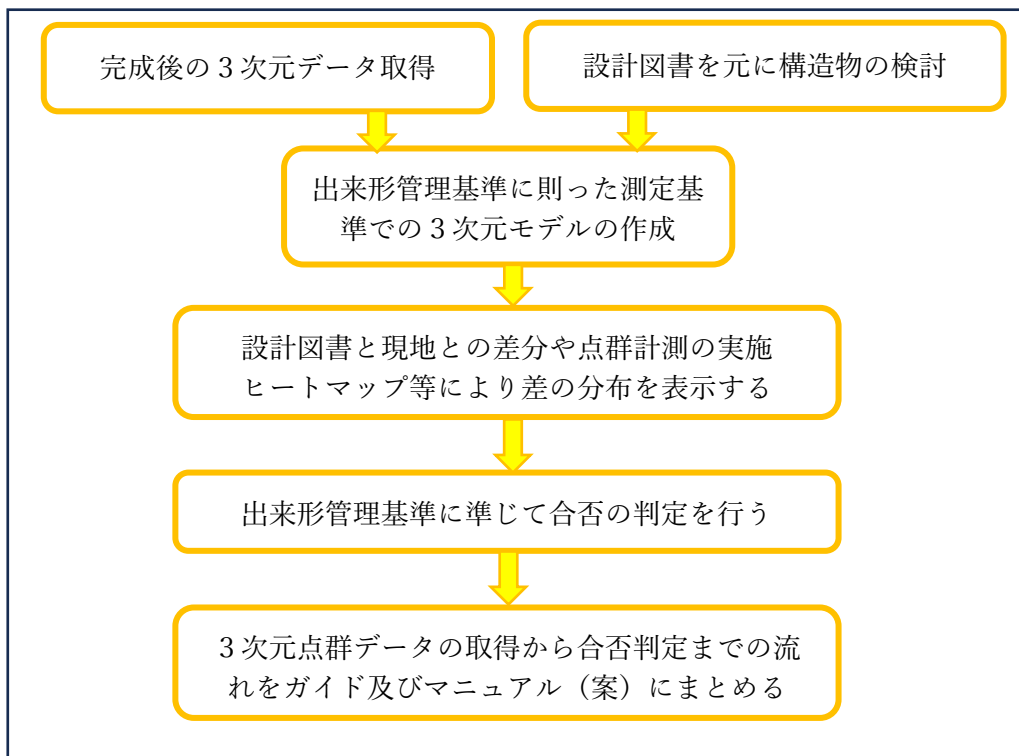 完成後の３次元データ取得
設計図書を元に構造物の検討
出来形管理基準に則った測定基
準での３次元モデルの作成
設計図書と現地との差分や点群計測の実施
ヒートマップ等により差の分布を表示する
出来形管理基準に準じて合否の判定を行う
３次元点群データの取得から合否判定までの流
れをガイド及びマニュアル（案）にまとめる